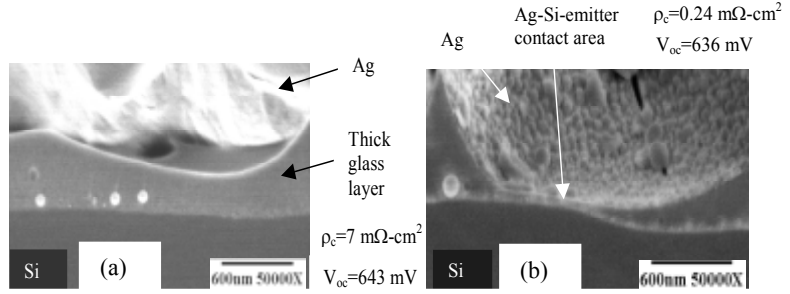 Ag
Thick
glass
layer
ρc=7 mΩ-cm²
Voc=643 mV
Si
(a)
600nm 50000X
Ag-Si-emitter
contact area
Ag
ρc=0.24 mΩ-cm²
Voc=636 mV
Si
(b)
600nm 50000X